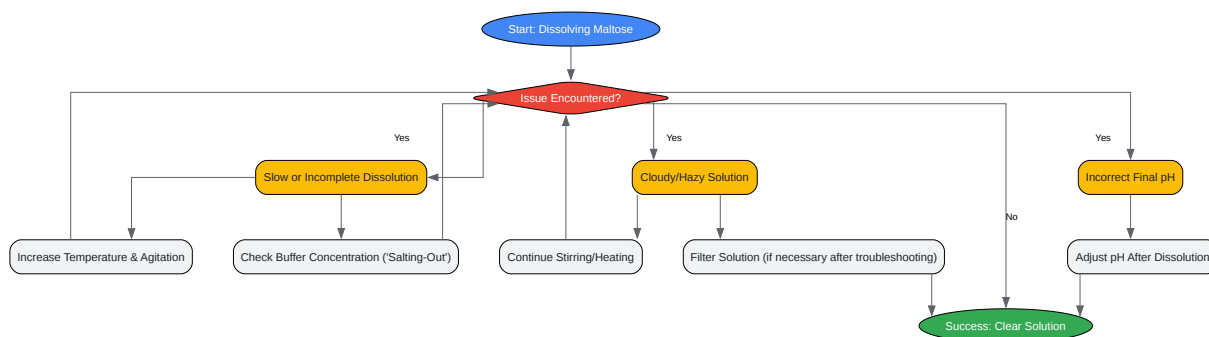 Start: Dissolving Maltose
Issue Encountered?
Yes
Yes
Yes
Slow or Incomplete Dissolution
Cloudy/Hazy Solution
Incorrect Final pH
No
Increase Temperature & Agitation
Check Buffer Concentration ('Salting-Out')
Continue Stirring/Heating
Filter Solution (if necessary after troubleshooting)
Adjust pH After Dissolution
Success: Clear Solution